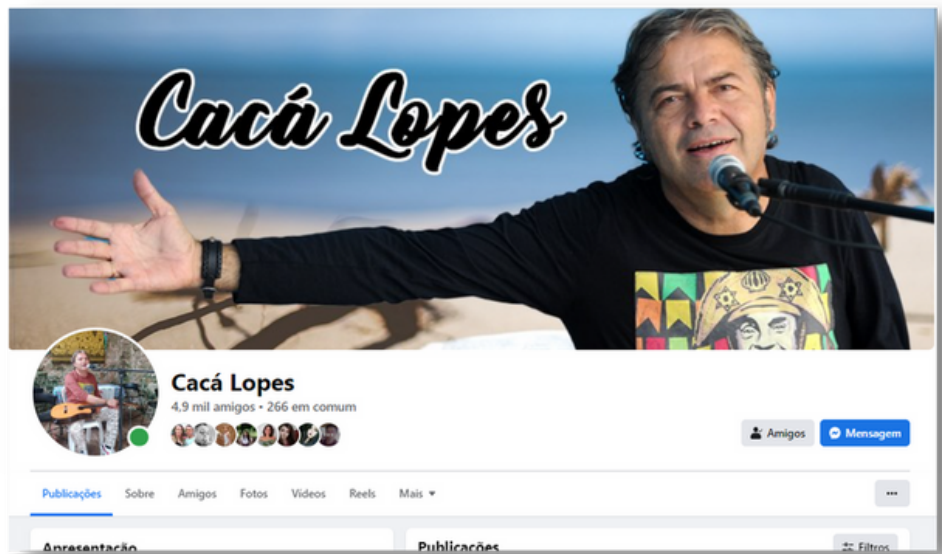 Cacá Lopes
Cacá Lopes
4,9 mil amigos • 266 em comum
Amigos
Mensagem
Publicações Sobre Amigos Fotos Vídeos Reels Mais
Apresentação Publicações Filtros